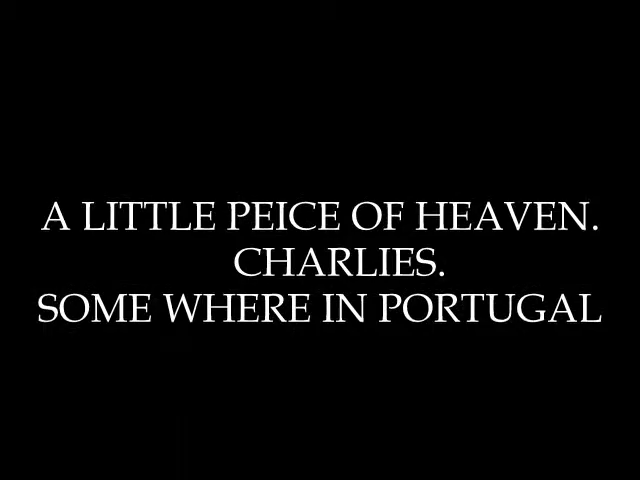 A LITTLE PEICE OF HEAVEN.
CHARLIES.
SOME WHERE IN PORTUGAL